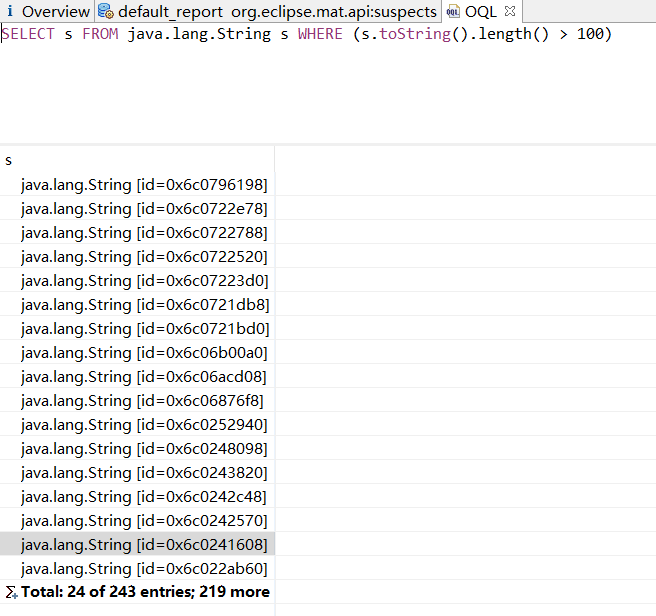 i Overview default_report org.eclipse.mat.api:suspects OQL OQL
SELECT s FROM java.lang.String s WHERE (s.toString().length() > 100)
s
java.lang.String [id=0x6c0796198]
java.lang.String [id=0x6c0722e78]
java.lang.String [id=0x6c0722788]
java.lang.String [id=0x6c0722520]
java.lang.String [id=0x6c07223d0]
java.lang.String [id=0x6c0721db8]
java.lang.String [id=0x6c0721bd0]
java.lang.String [id=0x6c06b00a0]
java.lang.String [id=0x6c06acd08]
java.lang.String [id=0x6c06876f8]
java.lang.String [id=0x6c0252940]
java.lang.String [id=0x6c0248098]
java.lang.String [id=0x6c0243820]
java.lang.String [id=0x6c0242c48]
java.lang.String [id=0x6c0242570]
java.lang.String [id=0x6c0241608]
java.lang.String [id=0x6c022ab60]
Σ+ Total: 24 of 243 entries; 219 more